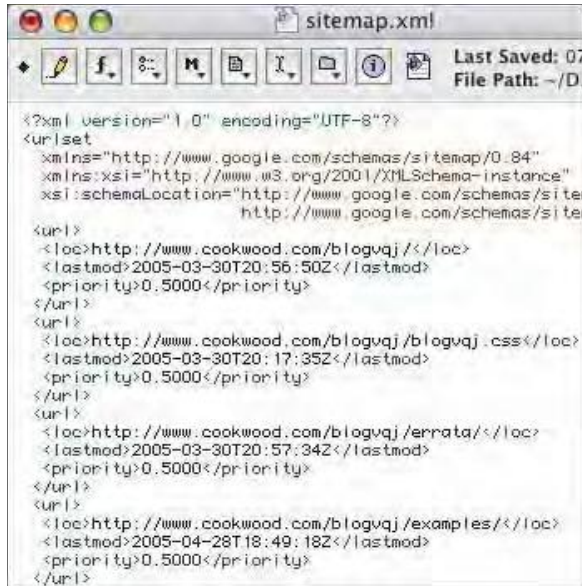 sitemap.xml
Last Saved: 07
File Path: ~/D
<?xml version="1.0" encoding="UTF-8"?>
<urlset
xmlns="http://www.google.com/schemas/sitemap/0.84"
xmlns:xsi="http://www.w3.org/2001/XMLSchema-instance"
xsi:schemaLocation="http://www.google.com/schemas/site
http://www.google.com/schemas/site
<url>
<loc>http://www.cookwood.com/blogvqj/</loc>
<lastmod>2005-03-30T20:56:50Z</lastmod>
<priority>0.5000</priority>
</url>
<url>
<loc>http://www.cookwood.com/blogvqj/blogvqj.css</loc>
<lastmod>2005-03-30T20:17:35Z</lastmod>
<priority>0.5000</priority>
</url>
<url>
<loc>http://www.cookwood.com/blogvqj/errata/</loc>
<lastmod>2005-03-30T20:57:34Z</lastmod>
<priority>0.5000</priority>
</url>
<url>
<loc>http://www.cookwood.com/blogvqj/examples/</loc>
<lastmod>2005-04-28T18:49:18Z</lastmod>
<priority>0.5000</priority>
</url>